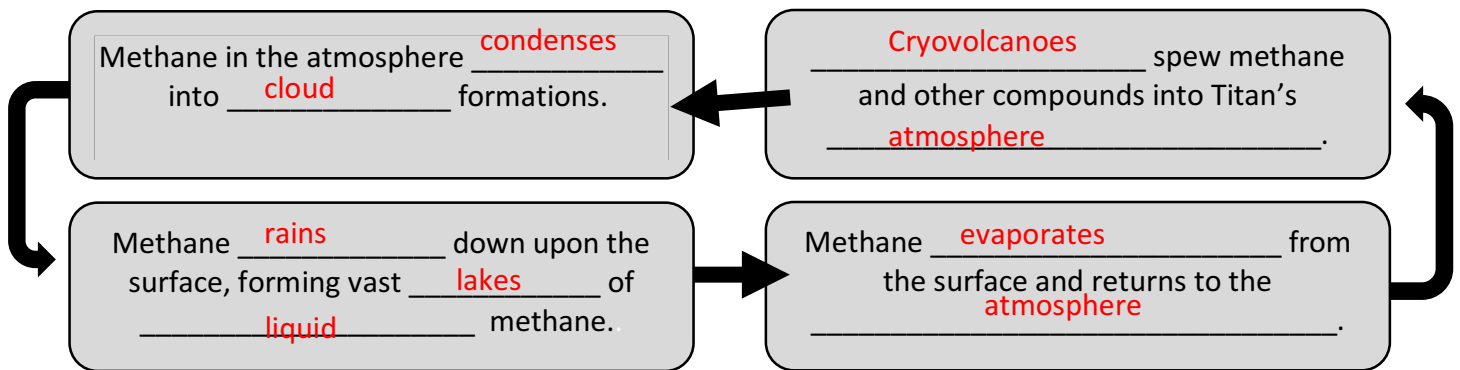 Methane in the atmosphere condenses
into cloud formations.
Cryovolcanoes spew methane
and other compounds into Titan’s
atmosphere.
Methane rains down upon the
surface, forming vast lakes of
liquid methane..
Methane evaporates from
the surface and returns to the
atmosphere.